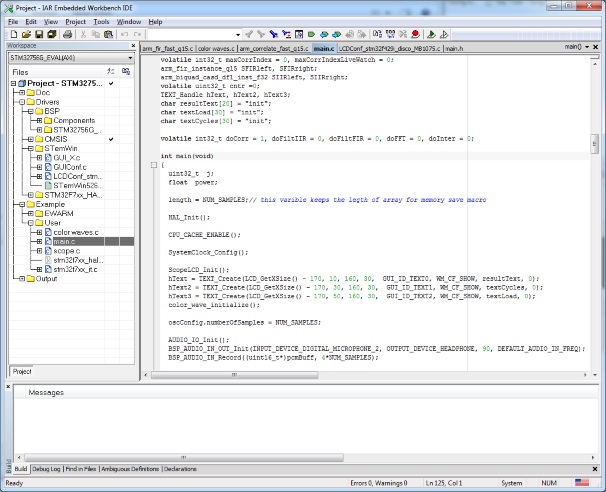 Project - IAR Embedded Workbench IDE
File Edit View Project Tools Window Help
Workspace
STM32756G_EVAL(AXI)
Files
Project - STM3275...
Doc
Drivers
BSP
Components
STM32756G_...
CMSIS
STemWin
GUI_X.c
GUIConf.c
LCDConf_stm...
STemWin526...
STM32F7xx_HA...
Example
EWARM
User
colorwaves.c
main.c
scope.c
stm32f7xx_hal...
stm32f7xx_it.c
Output
Project
arm_fir_fast_q15.c color waves.c arm_correlate_fast_q15.c main.c LCDConf_stm32f429_disco_MB1075.c main.h
main()
volatile int32_t maxCorrIndex = 0, maxCorrIndexLiveWatch = 0;
arm_fir_instance_q15 SFIRleft, SFIRright;
arm_biquad_casd_df1_inst_f32 SIIRleft, SIIRright;
volatile uint32_t cntr =0;
TEXT_Handle hText, hText2, hText3;
char resultText[20] = "init";
char textLoad[30] = "init";
char textCycles[30] = "init";
volatile int32_t doCorr = 1, doFiltIIR = 0, doFiltFIR = 0, doFFT = 0, doInter = 0;
int main(void)
{
uint32_t j;
float power;
length = NUM_SAMPLES;// this varible keeps the legth of array for memory save macro
HAL_Init();
CPU_CACHE_ENABLE();
SystemClock_Config();
ScopeLCD_Init();
hText = TEXT_Create(LCD_GetXSize() - 170, 10, 160, 30, GUI_ID_TEXT0, WM_CF_SHOW, resultText, 0);
hText2 = TEXT_Create(LCD_GetXSize() - 170, 30, 160, 30, GUI_ID_TEXT1, WM_CF_SHOW, textCycles, 0);
hText3 = TEXT_Create(LCD_GetXSize() - 170, 50, 160, 30, GUI_ID_TEXT2, WM_CF_SHOW, textLoad, 0);
color_wave_initialize();
oscConfig.numberOfSamples = NUM_SAMPLES;
AUDIO_IO_Init();
BSP_AUDIO_IN_OUT_Init(INPUT_DEVICE_DIGITAL_MICROPHONE_2, OUTPUT_DEVICE_HEADPHONE, 90, DEFAULT_AUDIO_IN_FREQ);
BSP_AUDIO_IN_Record((uint16_t*)pcmBuff, 4*NUM_SAMPLES);
Messages
Build
Build Debug Log Find in Files Ambiguous Definitions Declarations
Ready
Errors 0, Warnings 0
Ln 125, Col 1
System
NUM